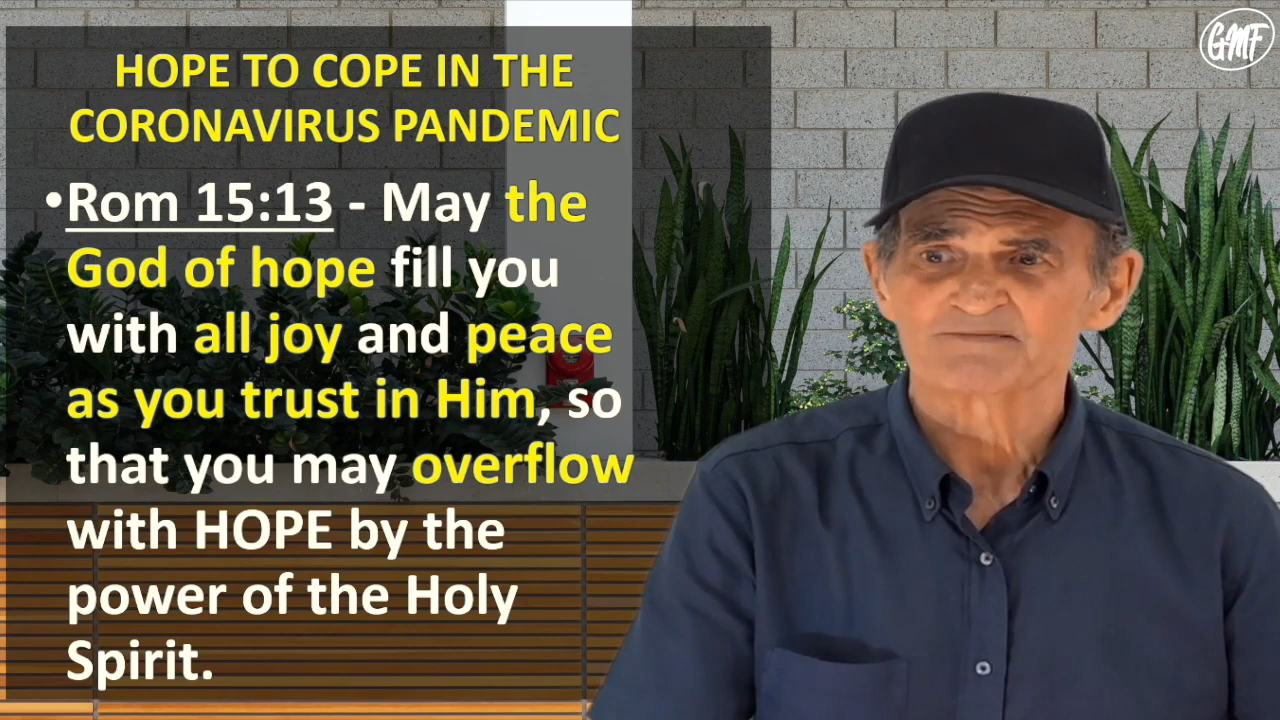 HOPE TO COPE IN THE
CORONAVIRUS PANDEMIC
•Rom 15:13 - May the
God of hope fill you
with all joy and peace
as you trust in Him, so
that you may overflow
with HOPE by the
power of the Holy
Spirit.
GMF